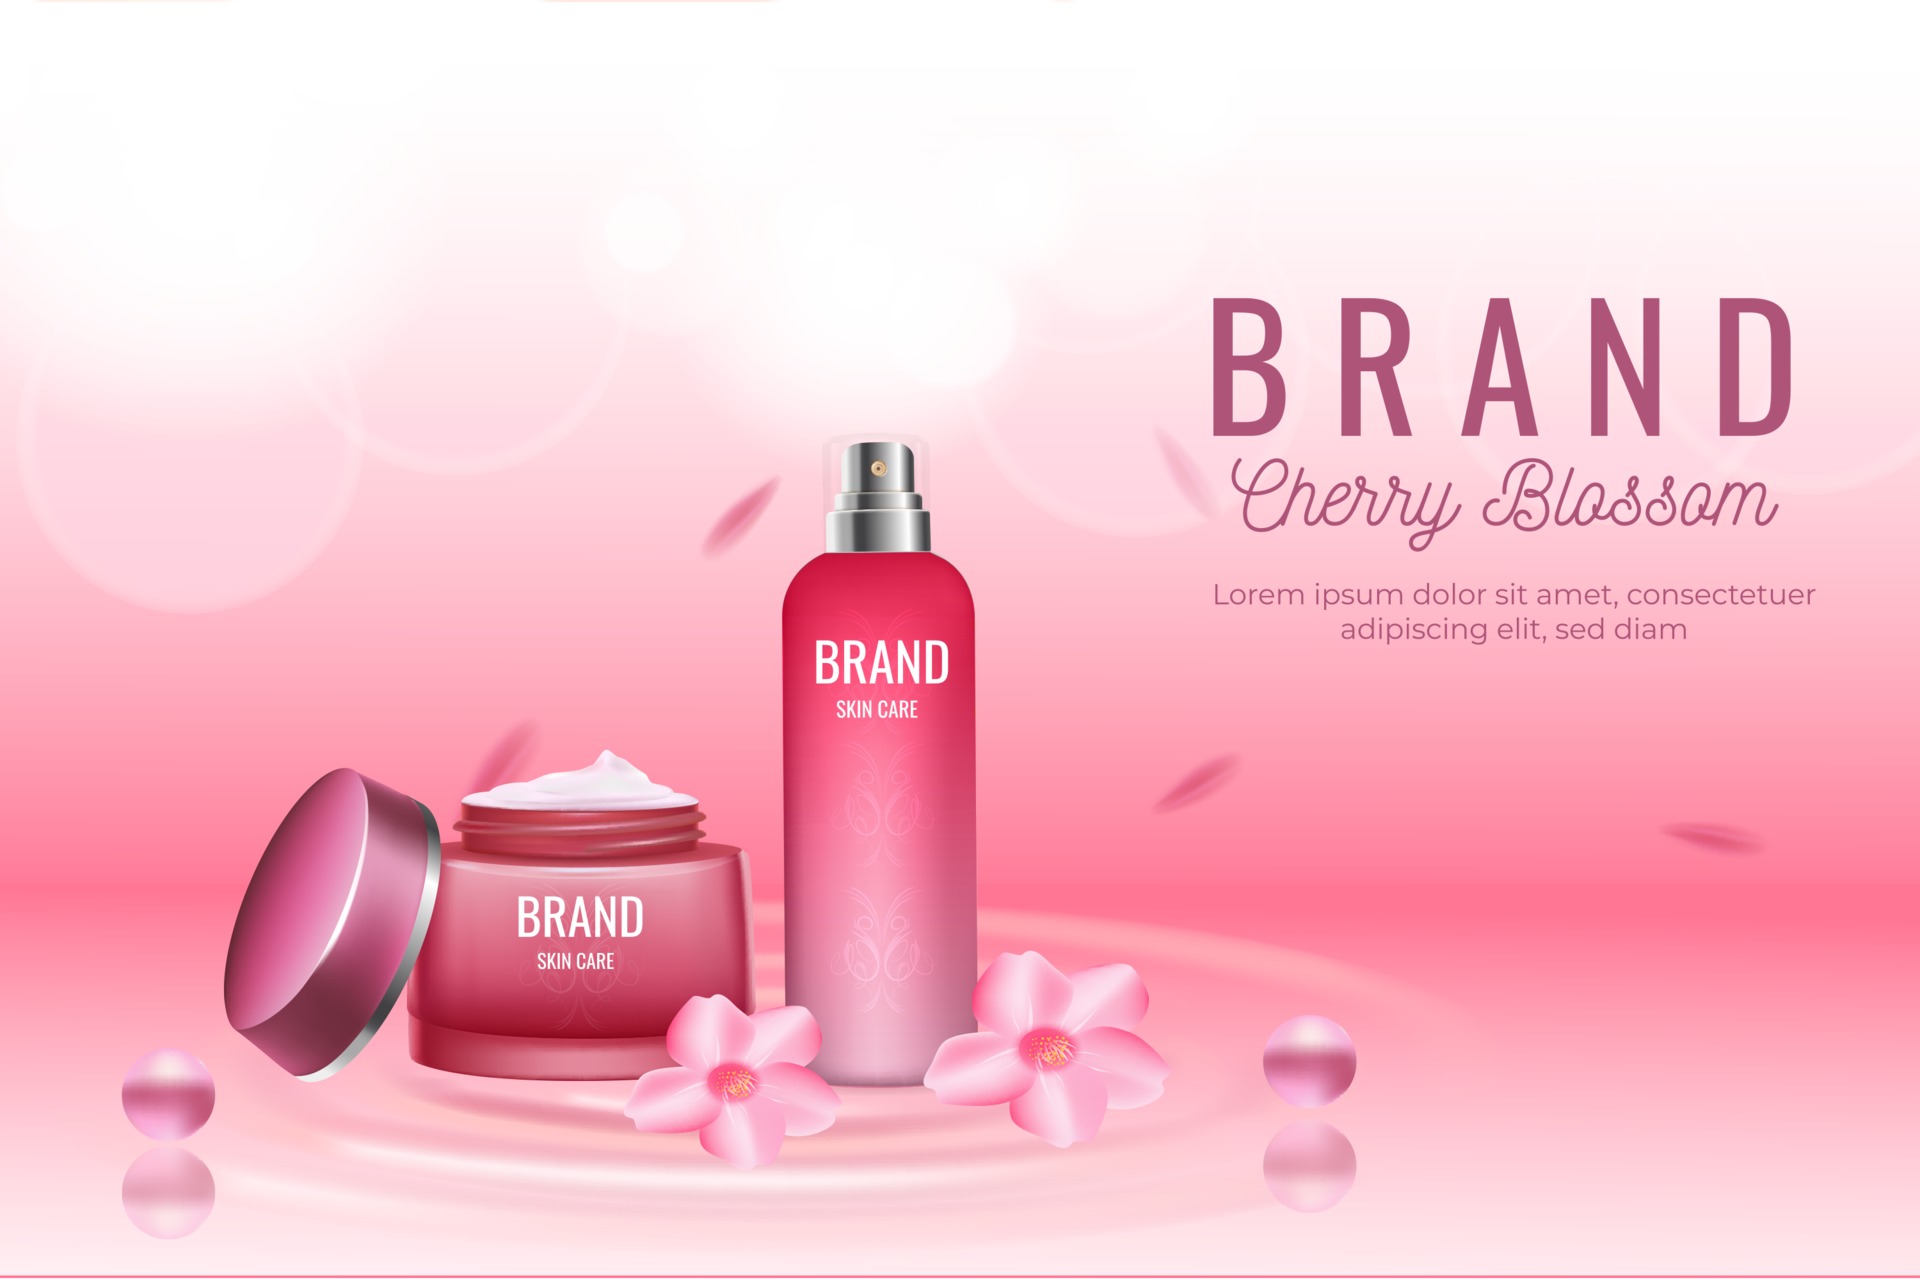 BRAND
Cherry Blossom
Lorem ipsum dolor sit amet, consectetuer
adipiscing elit, sed diam
BRAND
SKIN CARE
BRAND
SKIN CARE